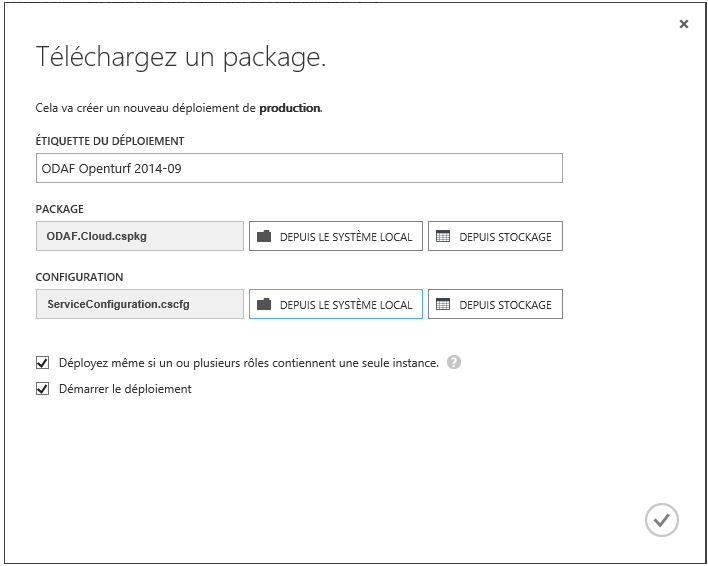 Téléchargez un package.
Cela va créer un nouveau déploiement de production.
ÉTIQUETTE DU DÉPLOIEMENT
ODAF Openturf 2014-09
PACKAGE
ODAF.Cloud.cspkg DEPUIS LE SYSTÈME LOCAL DEPUIS STOCKAGE
CONFIGURATION
ServiceConfiguration.cscfg DEPUIS LE SYSTÈME LOCAL DEPUIS STOCKAGE
Déployez même si un ou plusieurs rôles contiennent une seule instance. ?
Démarrer le déploiement